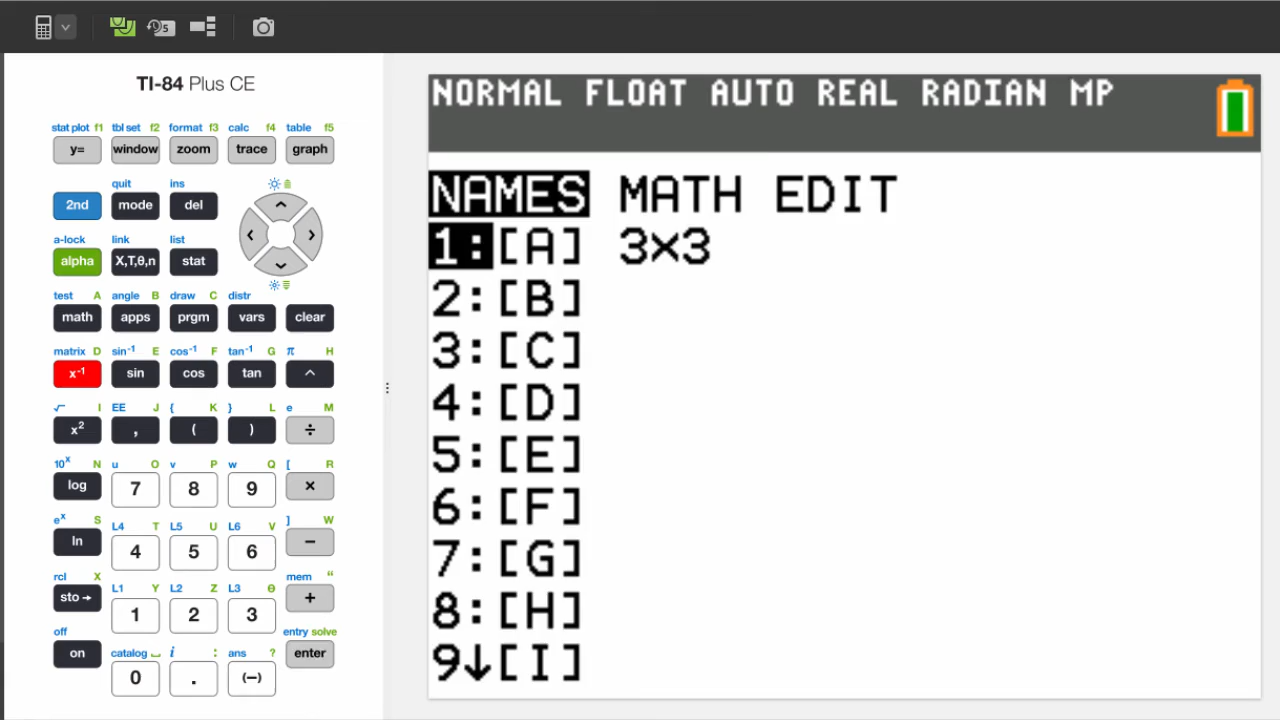 TI-84 Plus CE
stat plot f1 tbl set f2 format f3 calc f4 table f5
y= window zoom trace graph
quit ins
2nd mode del
a-lock link list
alpha X,T,θ,n stat
test A angle B draw C distr
math apps prgm vars clear
matrix D sin⁻¹ E cos⁻¹ F tan⁻¹ G π H
x⁻¹ sin cos tan ^
√ I EE J { K } L e M
x² , ( ) ÷
10ˣ N u O v P w Q [ R
log 7 8 9 ×
eˣ S L4 T L5 U L6 V ] W
ln 4 5 6 −
rcl X L1 Y L2 Z L3 θ mem “
sto→ 1 2 3 +
off catalog ⎵ i : ans ? entry solve
on 0 . (−) enter
NORMAL FLOAT AUTO REAL RADIAN MP
NAMES MATH EDIT
1:[A] 3×3
2:[B]
3:[C]
4:[D]
5:[E]
6:[F]
7:[G]
8:[H]
9↓[I]